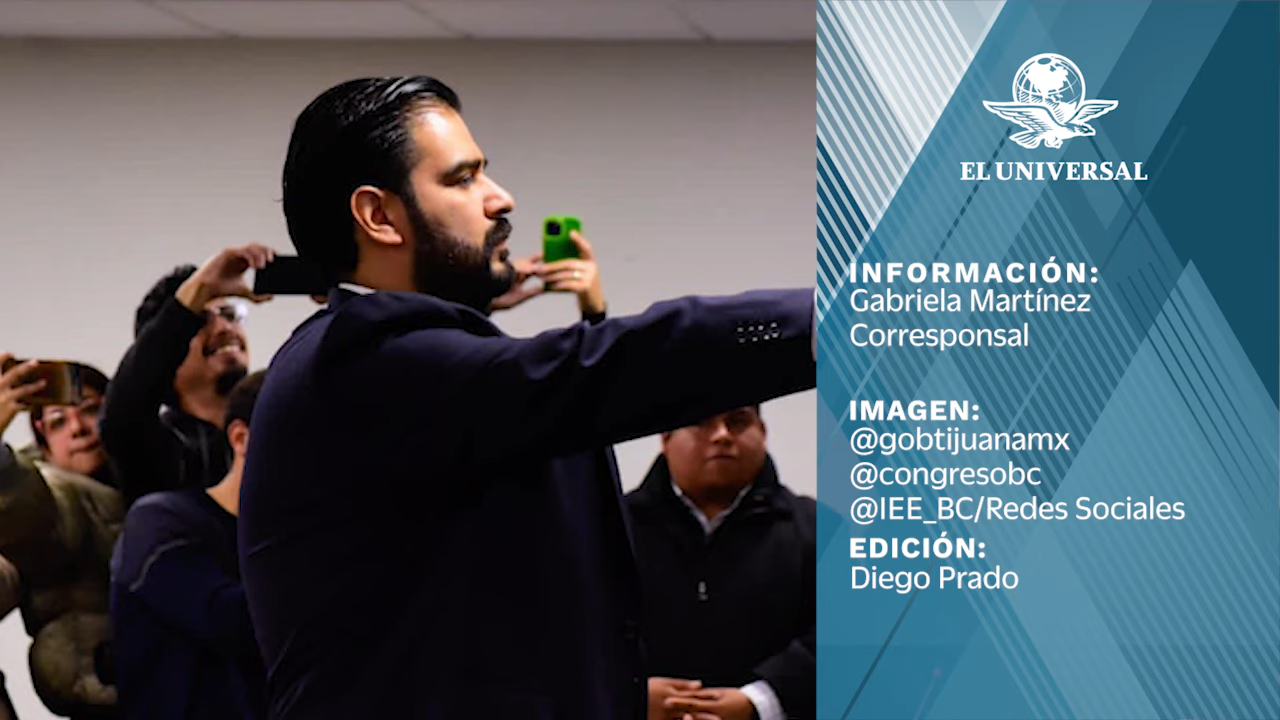 EL UNIVERSAL
INFORMACIÓN:
Gabriela Martínez
Corresponsal
IMAGEN:
@gobtijuanamx
@congresobc
@IEE_BC/Redes Sociales
EDICIÓN:
Diego Prado